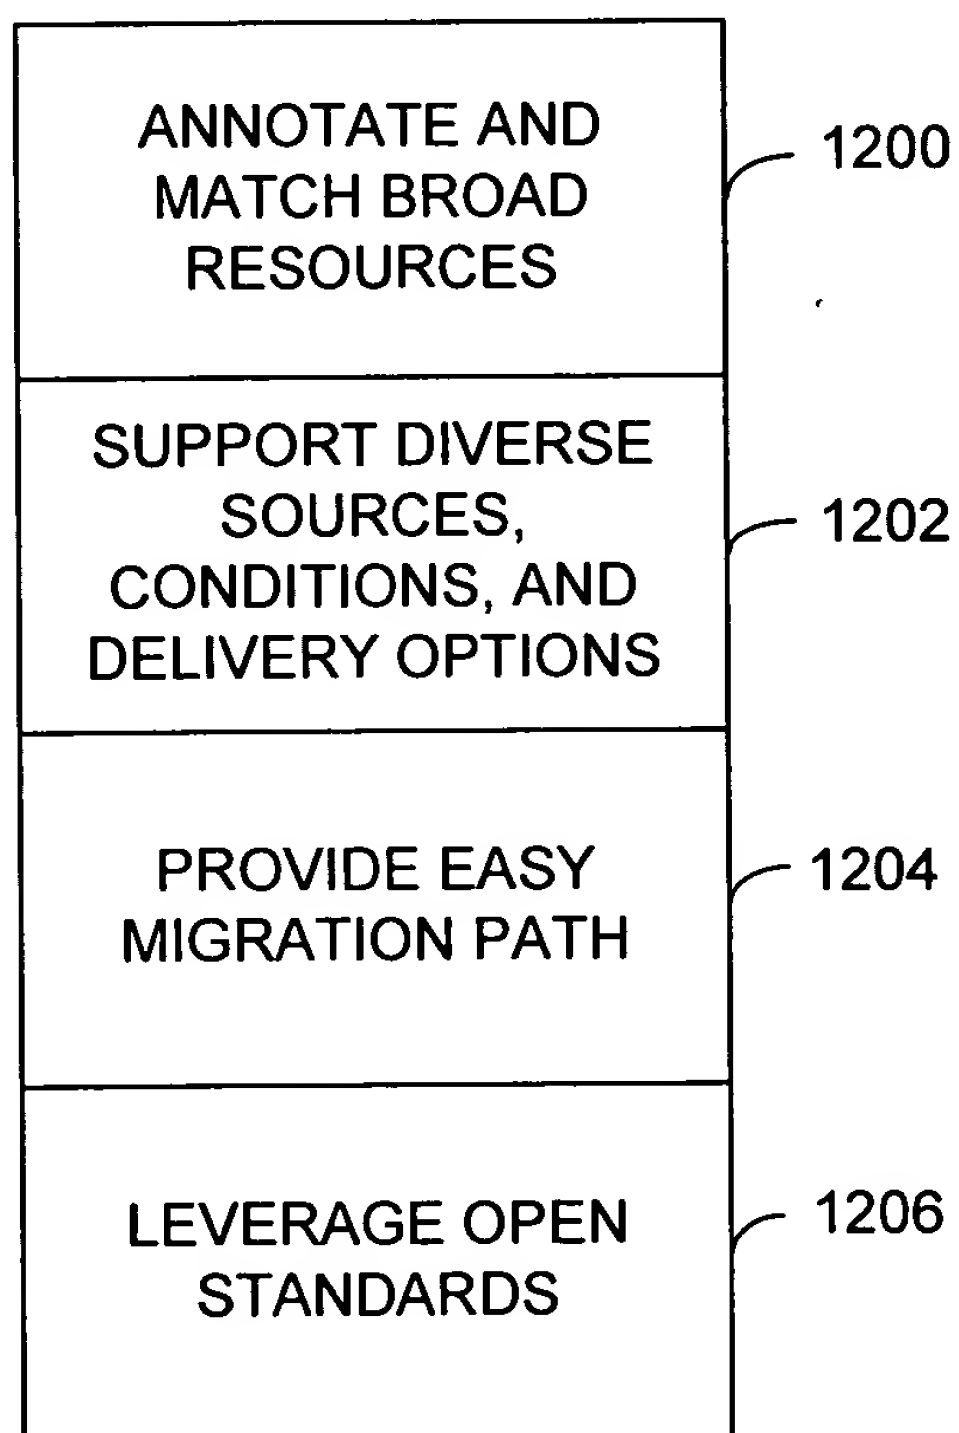 ANNOTATE AND
MATCH BROAD
RESOURCES
1200
SUPPORT DIVERSE
SOURCES,
CONDITIONS, AND
DELIVERY OPTIONS
1202
PROVIDE EASY
MIGRATION PATH
1204
LEVERAGE OPEN
STANDARDS
1206